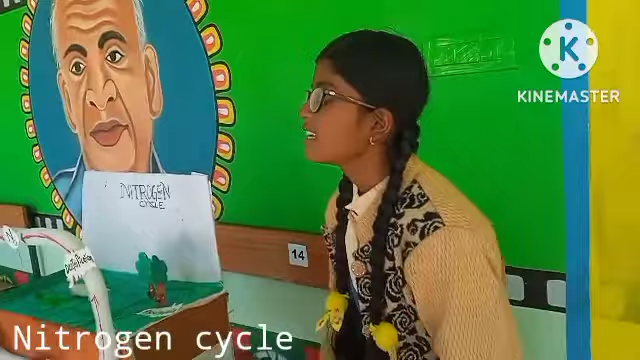 KINEMASTER
NITROGEN
CYCLE
14
N
Nitrogen cycle